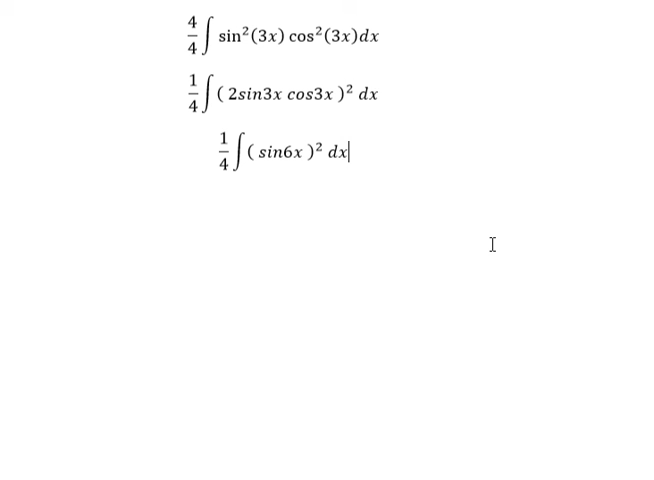 4/4 ∫ sin²(3x) cos²(3x)dx
1/4 ∫ ( 2sin3x cos3x )² dx
1/4 ∫ ( sin6x )² dx